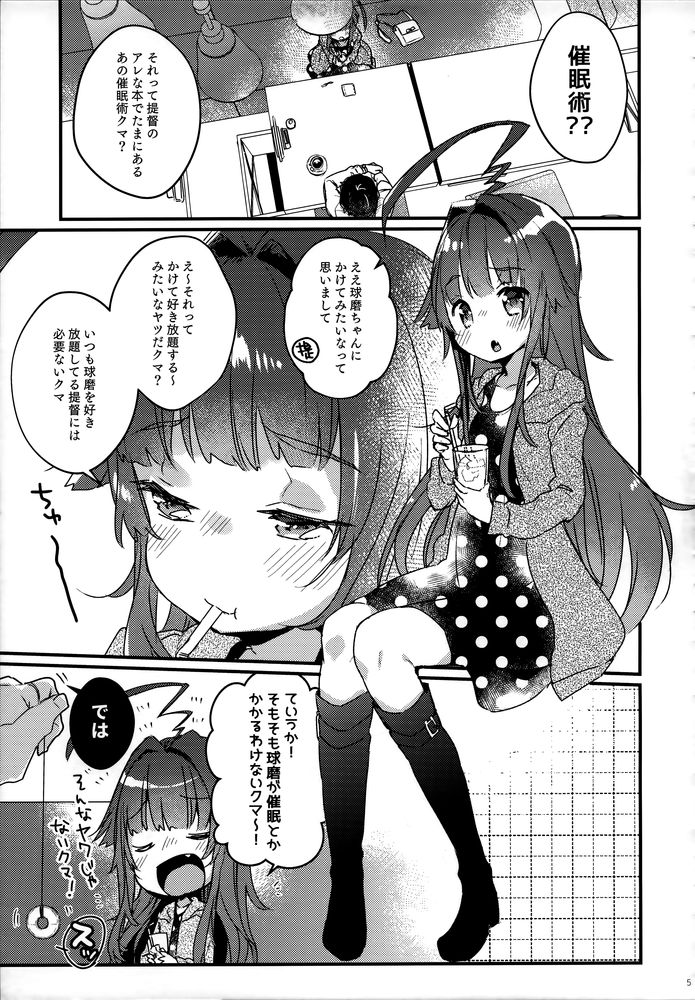 催眠術??
それって提督の
アレな本でたまにある
あの催眠術クマ?
ええ球磨ちゃんに
かけてみたいなって
思いまして
提
え〜それって
かけて好き放題する〜
みたいなヤツだクマ?
いつも球磨を好き
放題してる提督には
必要ないクマ
ちゅー
ていうか!
そもそも球磨が催眠とか
かかるわけないクマ〜!
では
そんなヤワじゃ
ないクマ!
スッ
5